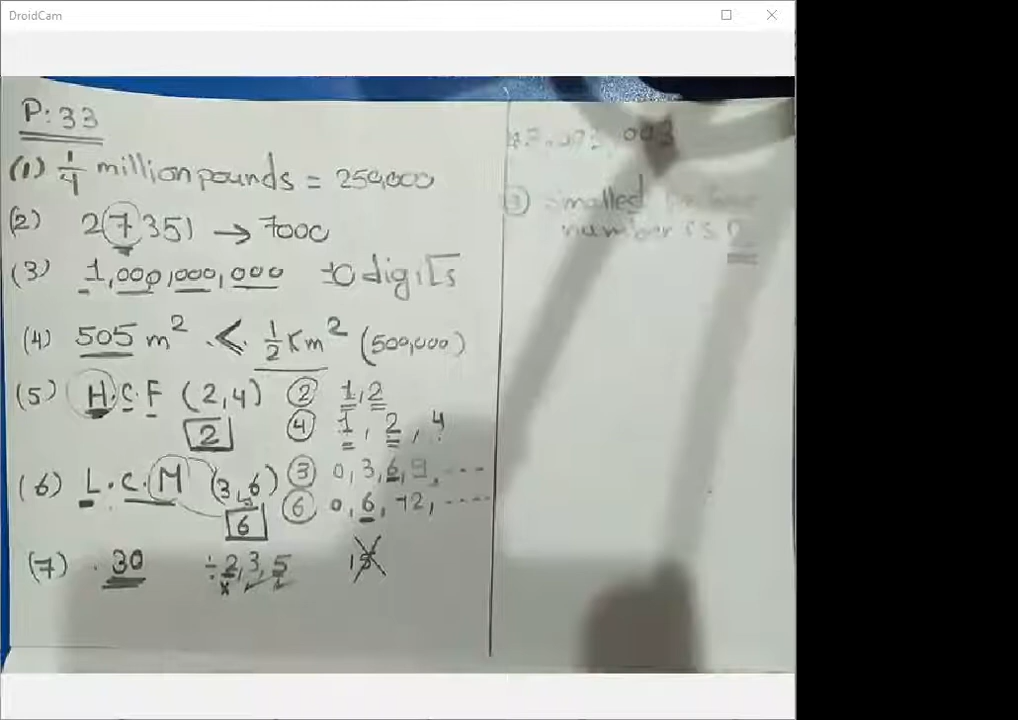 DroidCam
P: 33
(1) 1/4 million pounds = 250,000
(2) 27351 → 7000
(3) 1,000,000,000 10 digits
(4) 505 m² < 1/2 Km² (500,000)
(5) H.C.F (2,4) ② 1,2
2 ④ 1, 2, 4
(6) L.C.M (3,6) ③ 0, 3, 6, 9, ----
6 ⑥ 0, 6, 12, ----
(7) 30 ÷ 2, 3, 5 15
smalled
number is